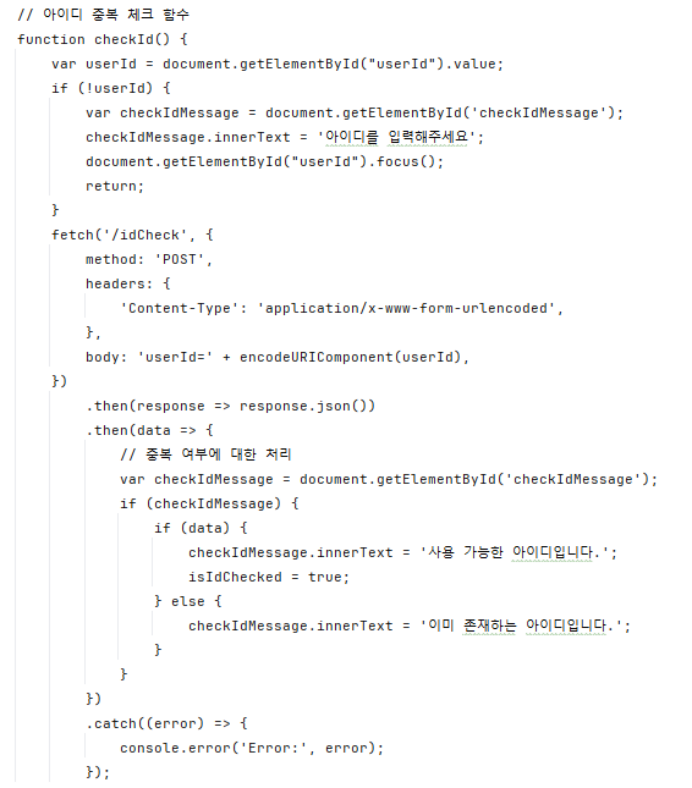 // 아이디 중복 체크 함수
function checkId() {
    var userId = document.getElementById("userId").value;
    if (!userId) {
        var checkIdMessage = document.getElementById('checkIdMessage');
        checkIdMessage.innerText = '아이디를 입력해주세요';
        document.getElementById("userId").focus();
        return;
    }
    fetch('/idCheck', {
        method: 'POST',
        headers: {
            'Content-Type': 'application/x-www-form-urlencoded',
        },
        body: 'userId=' + encodeURIComponent(userId),
    })
        .then(response => response.json())
        .then(data => {
            // 중복 여부에 대한 처리
            var checkIdMessage = document.getElementById('checkIdMessage');
            if (checkIdMessage) {
                if (data) {
                    checkIdMessage.innerText = '사용 가능한 아이디입니다.';
                    isIdChecked = true;
                } else {
                    checkIdMessage.innerText = '이미 존재하는 아이디입니다.';
                }
            }
        })
        .catch((error) => {
            console.error('Error:', error);
        });